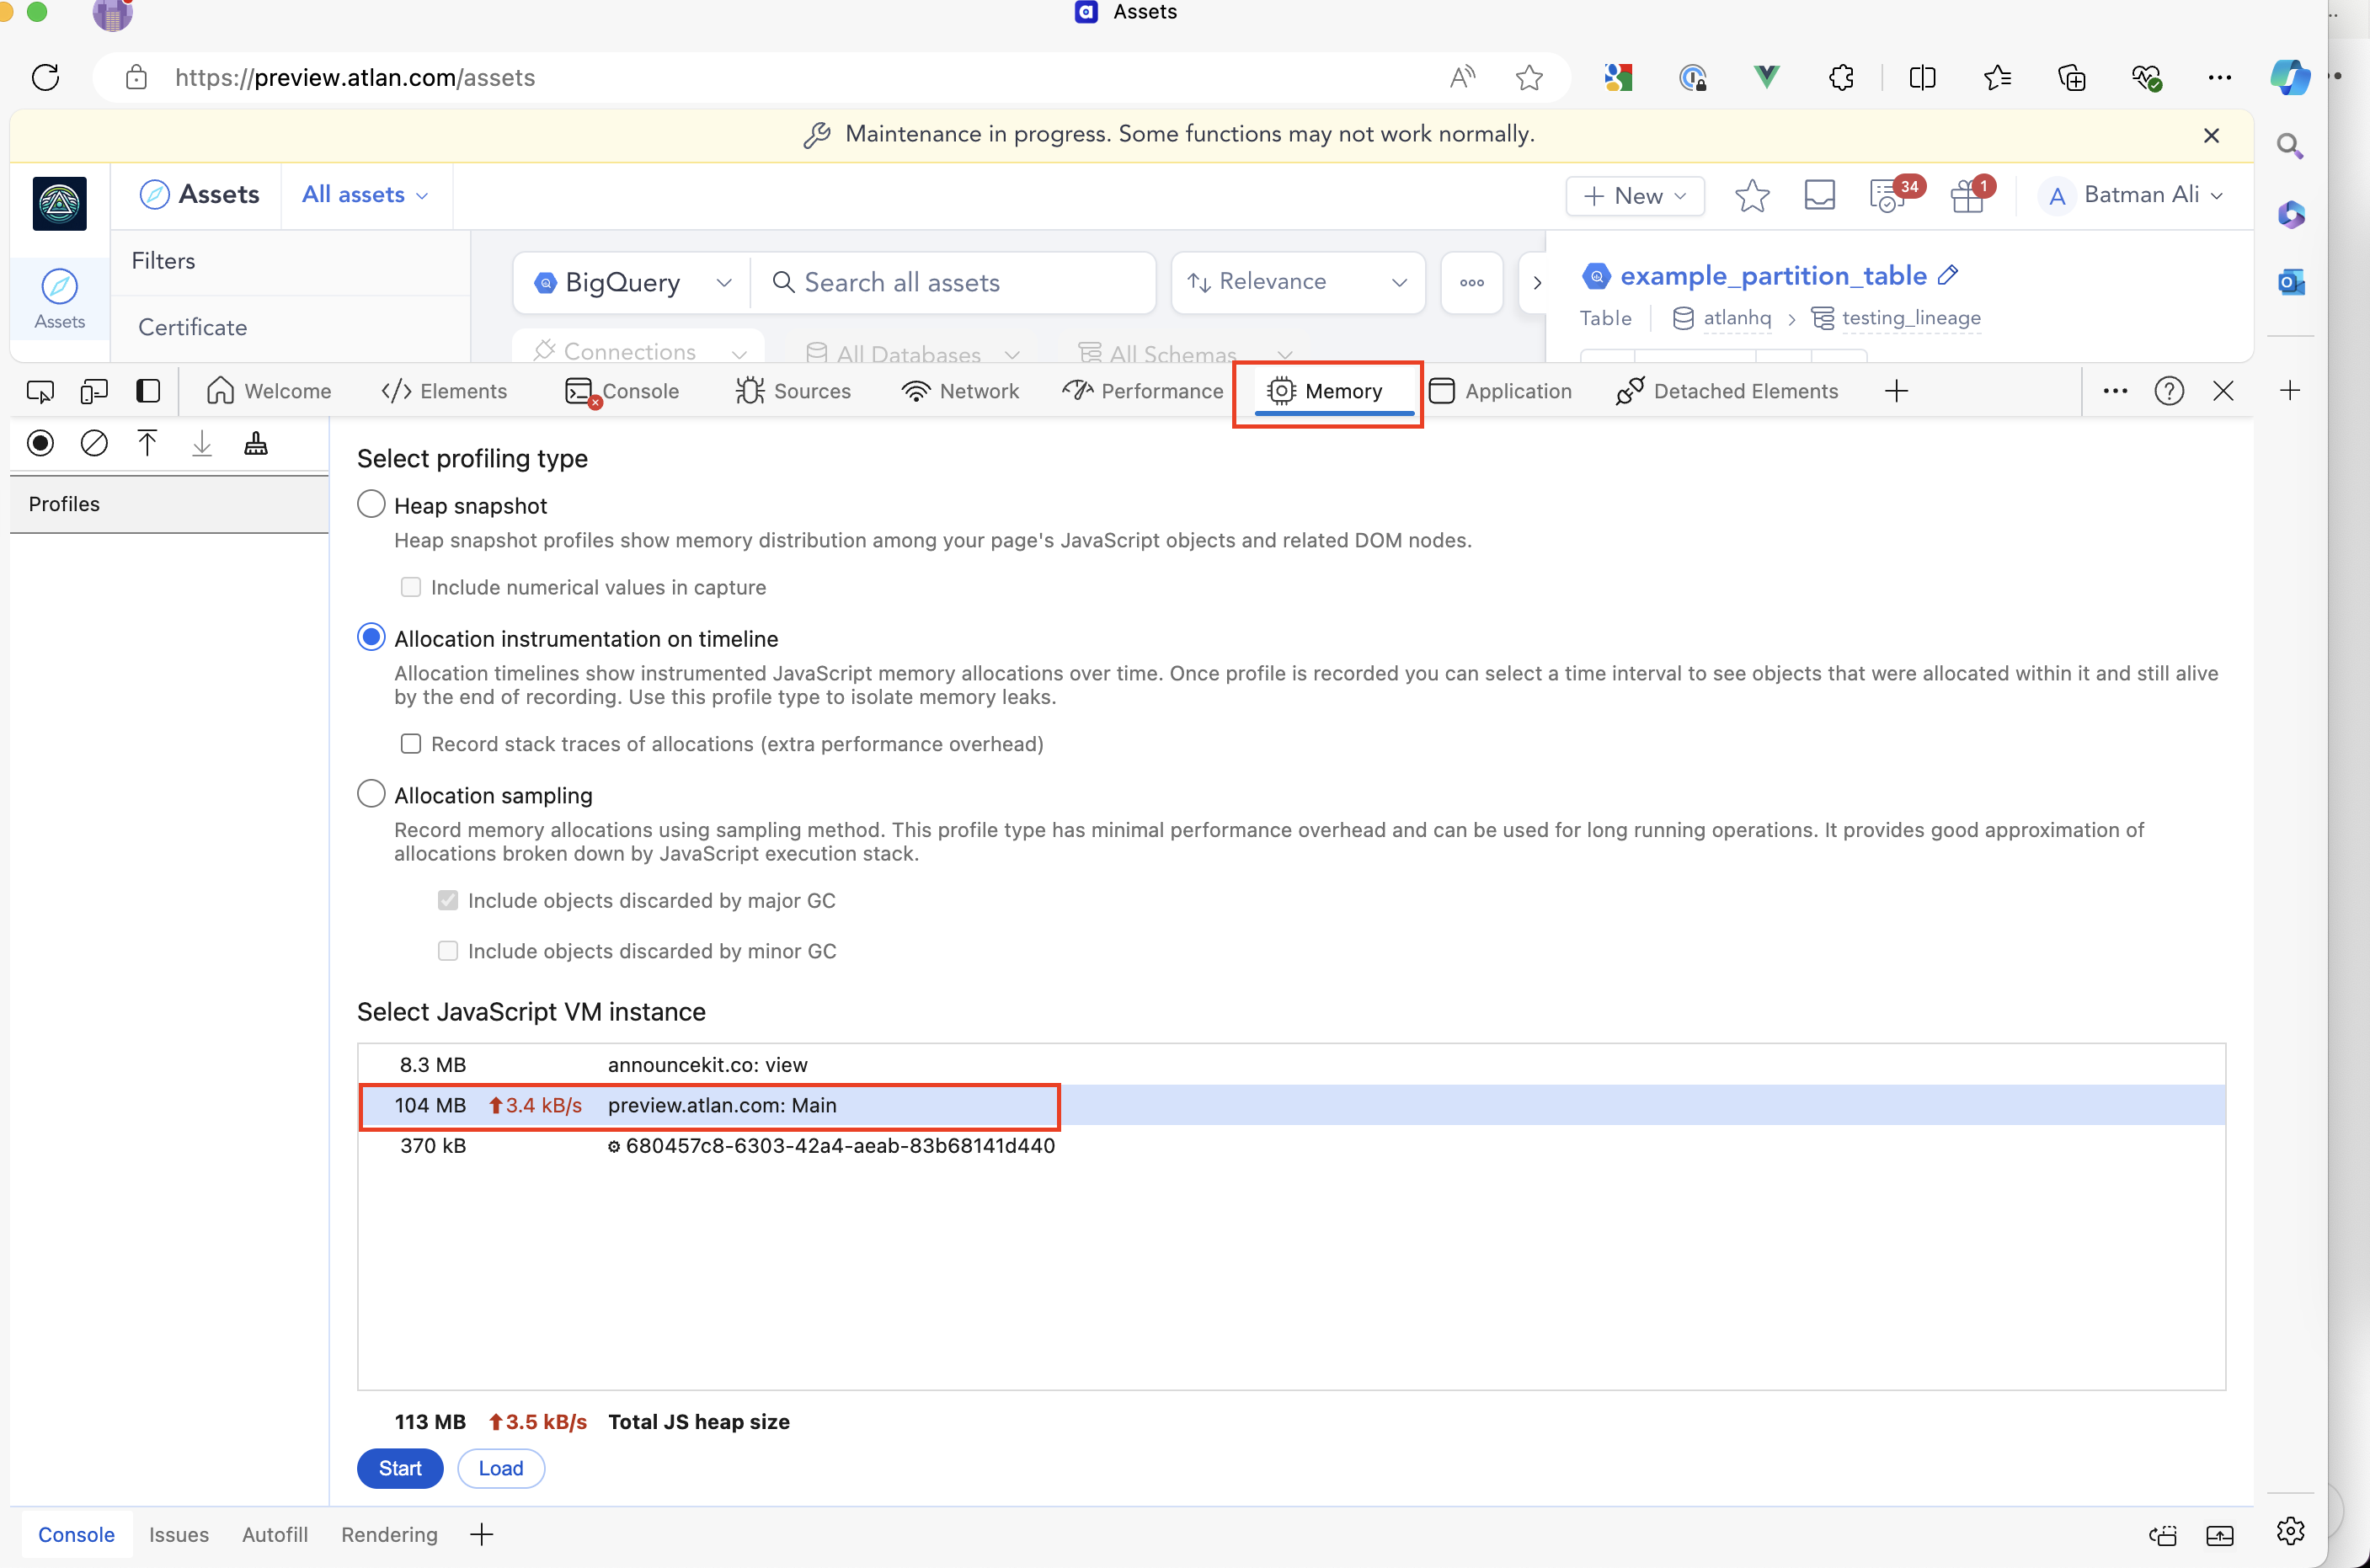 Assets
https://preview.atlan.com/assets
Maintenance in progress. Some functions may not work normally.
Assets
All assets
New
34
1
A
Batman Ali
Assets
Filters
Certificate
BigQuery
Search all assets
Relevance
Connections
All Databases
All Schemas
example_partition_table
Table
atlanhq
testing_lineage
Welcome
Elements
Console
Sources
Network
Performance
Memory
Application
Detached Elements
Profiles
Select profiling type
Heap snapshot
Heap snapshot profiles show memory distribution among your page's JavaScript objects and related DOM nodes.
Include numerical values in capture
Allocation instrumentation on timeline
Allocation timelines show instrumented JavaScript memory allocations over time. Once profile is recorded you can select a time interval to see objects that were allocated within it and still alive
by the end of recording. Use this profile type to isolate memory leaks.
Record stack traces of allocations (extra performance overhead)
Allocation sampling
Record memory allocations using sampling method. This profile type has minimal performance overhead and can be used for long running operations. It provides good approximation of
allocations broken down by JavaScript execution stack.
Include objects discarded by major GC
Include objects discarded by minor GC
Select JavaScript VM instance
8.3 MB announcekit.co: view
104 MB ↑3.4 kB/s preview.atlan.com: Main
370 kB 680457c8-6303-42a4-aeab-83b68141d440
113 MB ↑3.5 kB/s Total JS heap size
Start
Load
Console
Issues
Autofill
Rendering